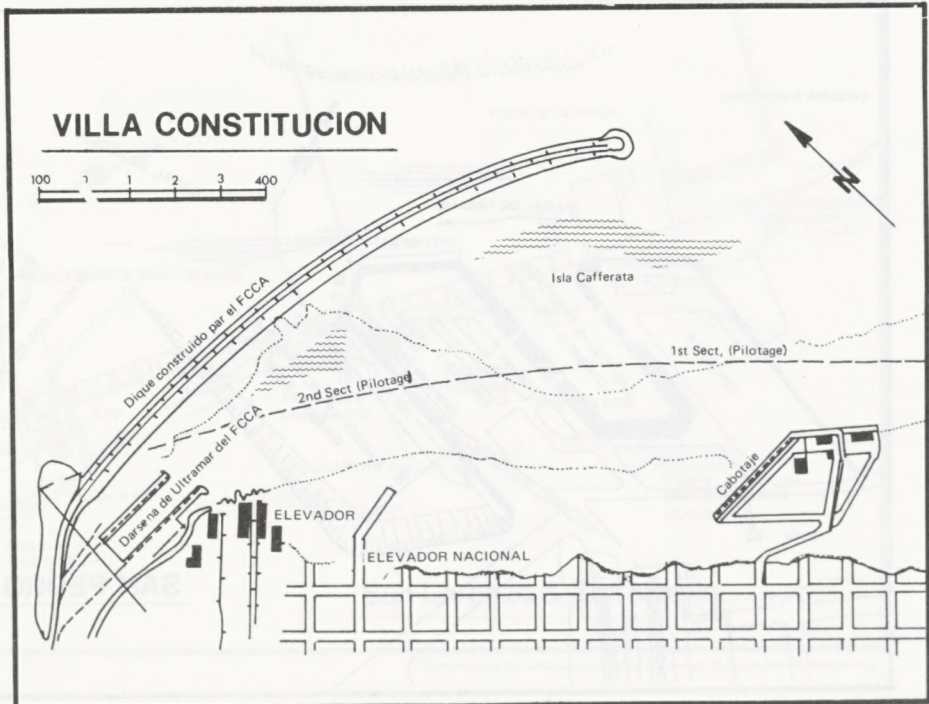 VILLA CONSTITUCION
100 1 2 3 400
N
Isla Cafferata
Dique construido par el FCCA
1st Sect, (Pilotage)
2nd Sect (Pilotage)
Darsena de Ultramar del FCCA
Cabotaje
ELEVADOR
ELEVADOR NACIONAL